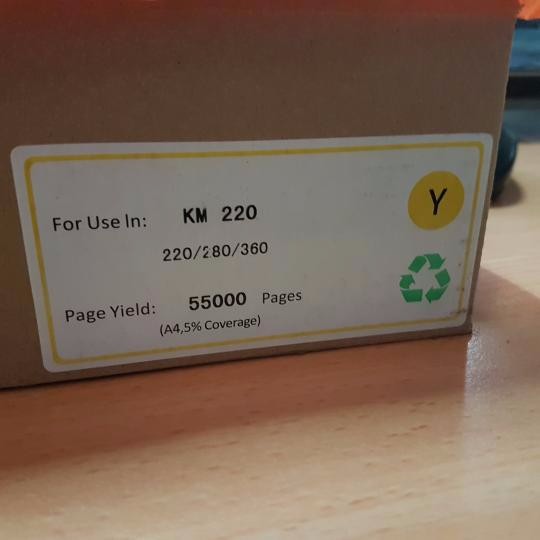 For Use In: KM 220
Y
220/280/360
Page Yield: 55000 Pages
(A4,5% Coverage)